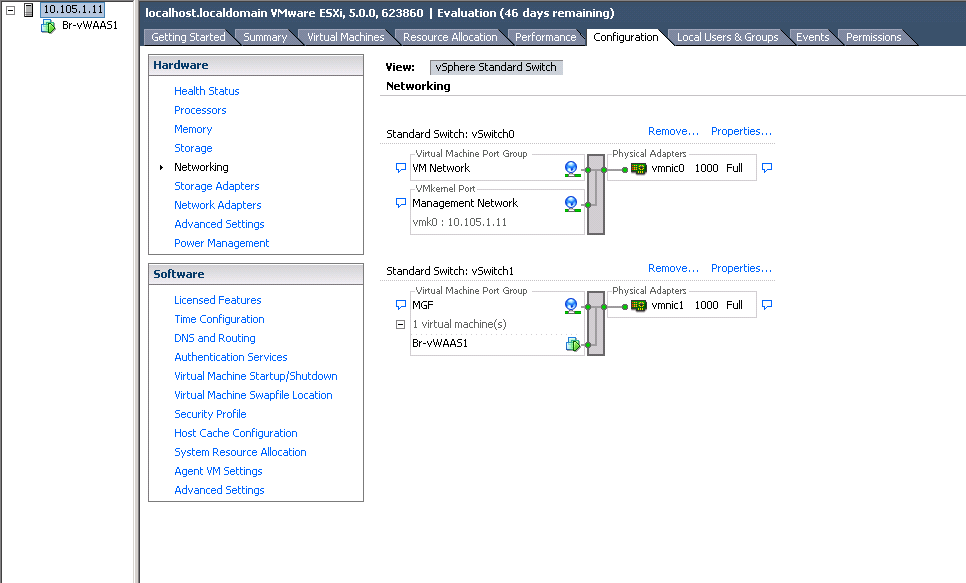 10.105.1.11
Br-vWAAS1
localhost.localdomain VMware ESXi, 5.0.0, 623860 | Evaluation (46 days remaining)
Getting Started Summary Virtual Machines Resource Allocation Performance Configuration Local Users & Groups Events Permissions
Hardware
Health Status
Processors
Memory
Storage
Networking
Storage Adapters
Network Adapters
Advanced Settings
Power Management
Software
Licensed Features
Time Configuration
DNS and Routing
Authentication Services
Virtual Machine Startup/Shutdown
Virtual Machine Swapfile Location
Security Profile
Host Cache Configuration
System Resource Allocation
Agent VM Settings
Advanced Settings
View: vSphere Standard Switch
Networking
Standard Switch: vSwitch0 Remove... Properties...
Virtual Machine Port Group Physical Adapters
VM Network vmnic0 1000 Full
VMkernel Port
Management Network
vmk0 : 10.105.1.11
Standard Switch: vSwitch1 Remove... Properties...
Virtual Machine Port Group Physical Adapters
MGF vmnic1 1000 Full
1 virtual machine(s)
Br-vWAAS1